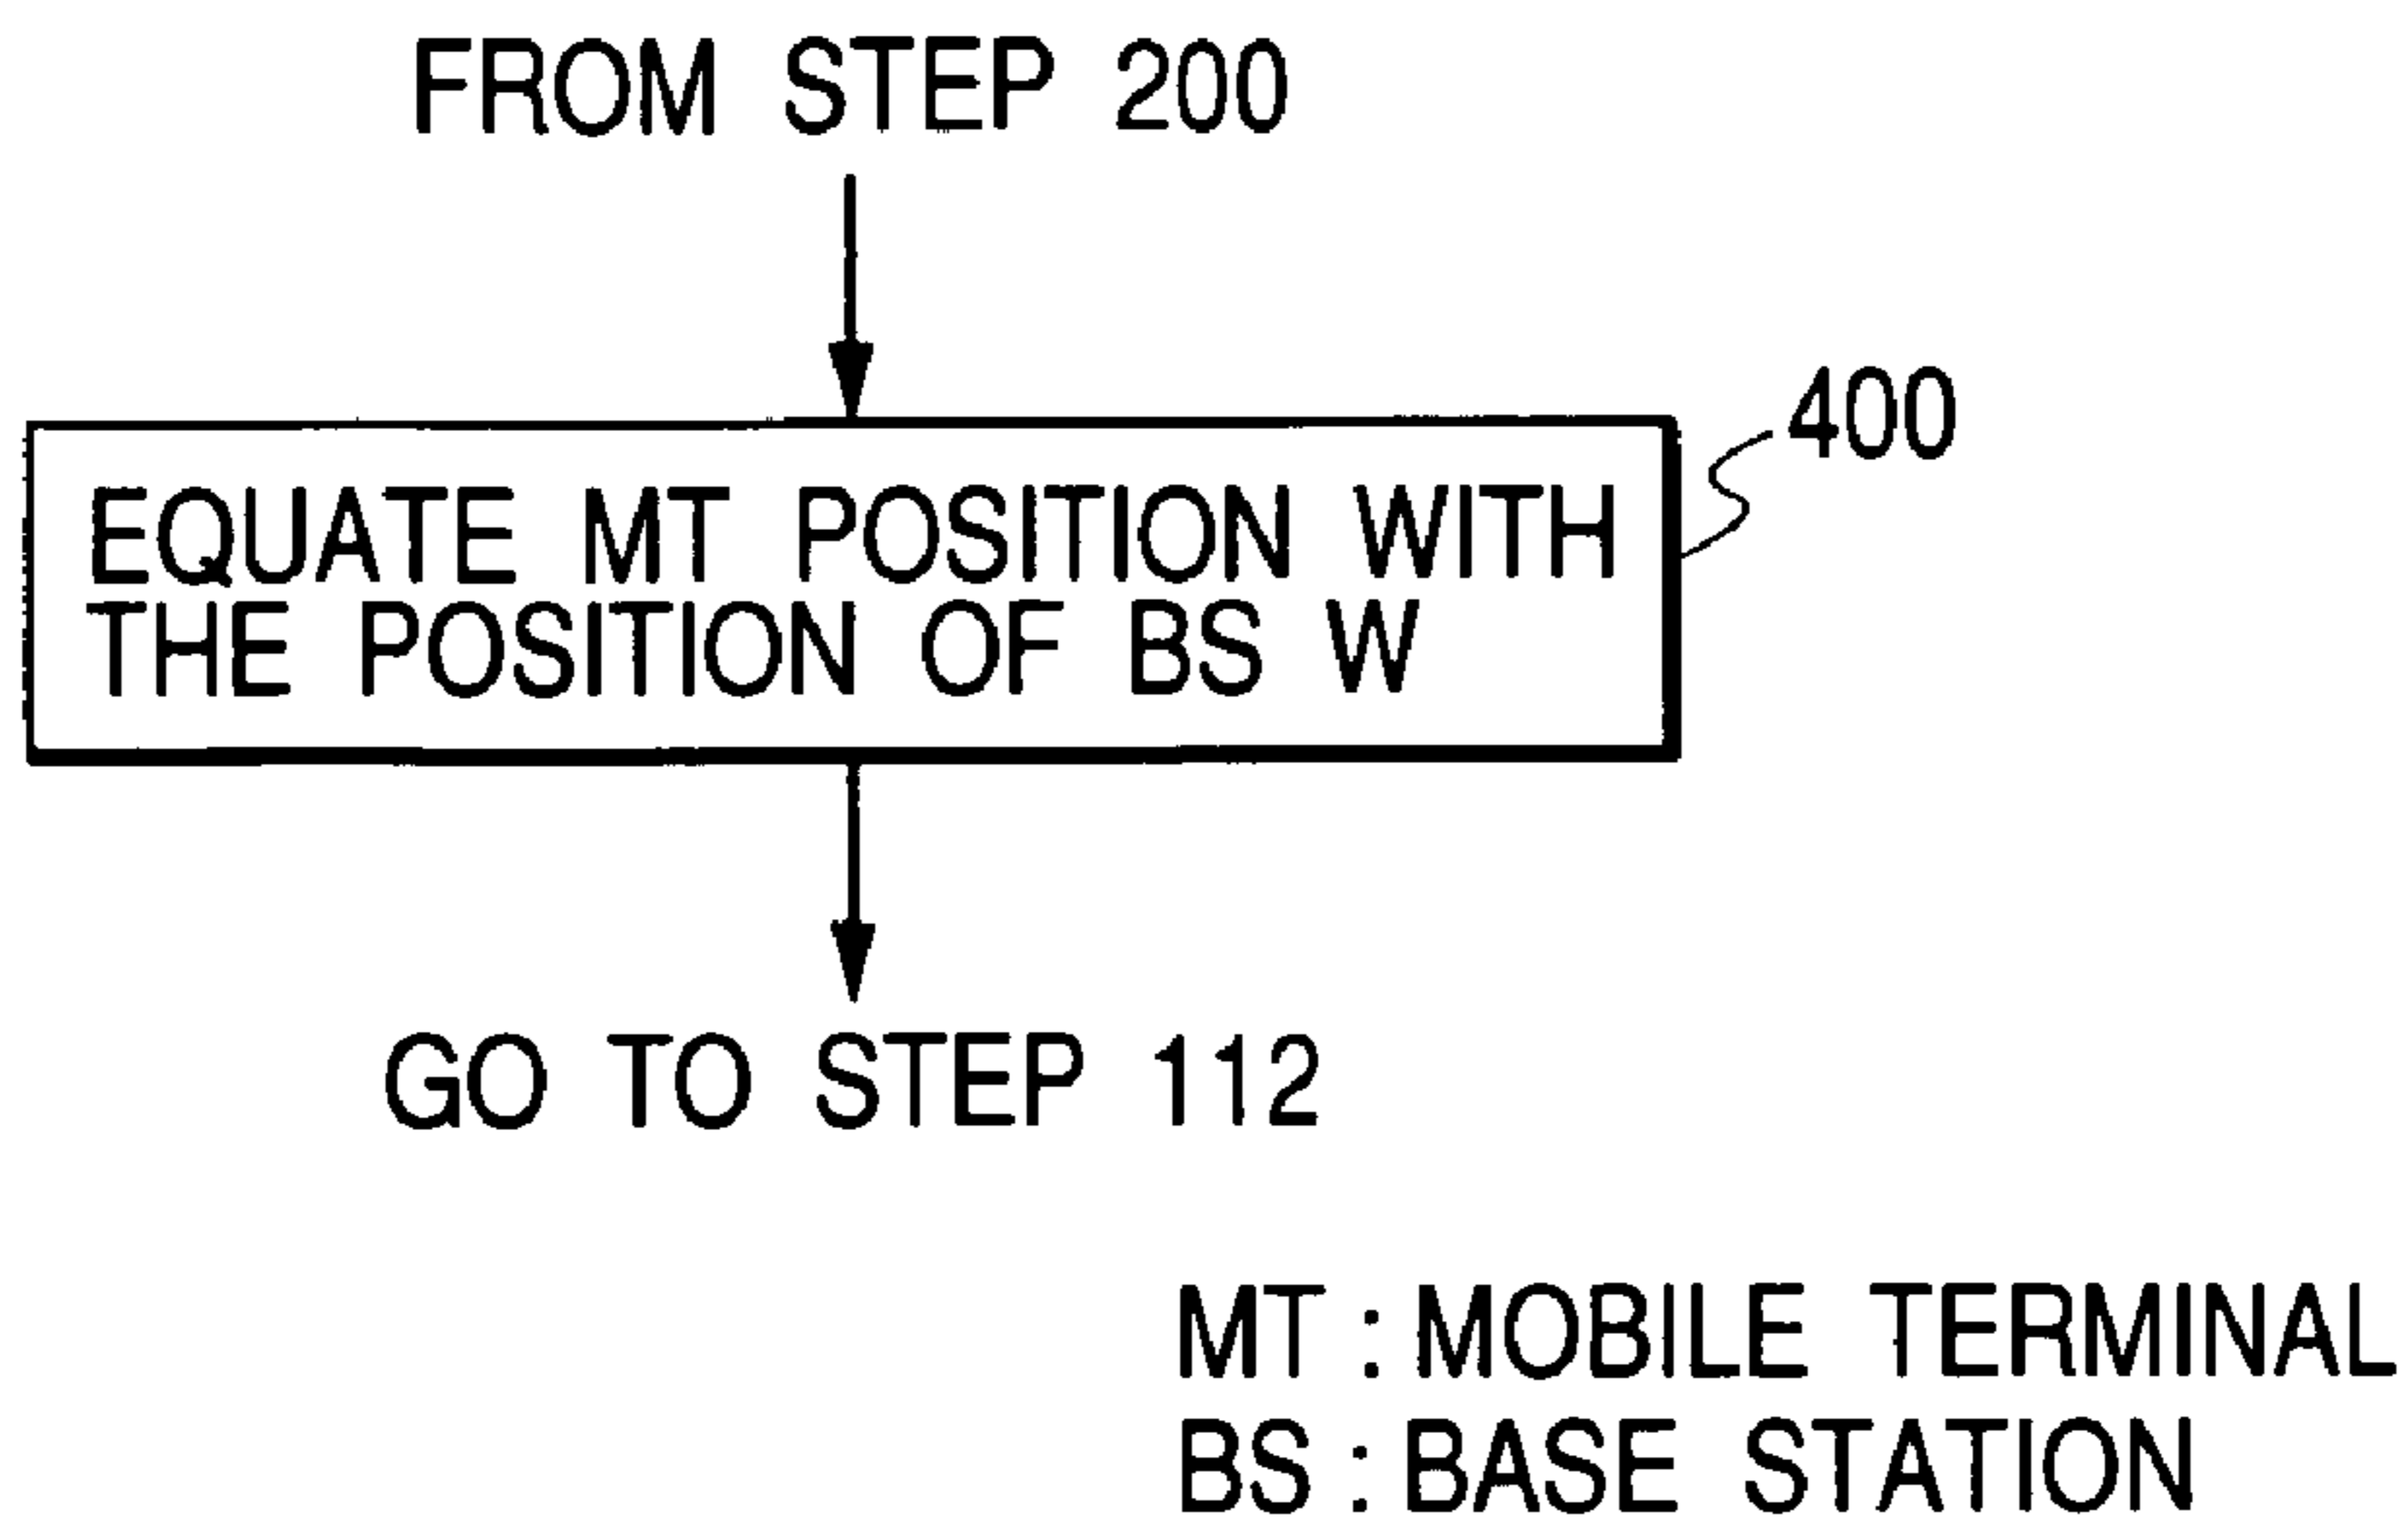 FROM STEP 200
400
EQUATE MT POSITION WITH
THE POSITION OF BS W
GO TO STEP 112
MT : MOBILE TERMINAL
BS : BASE STATION